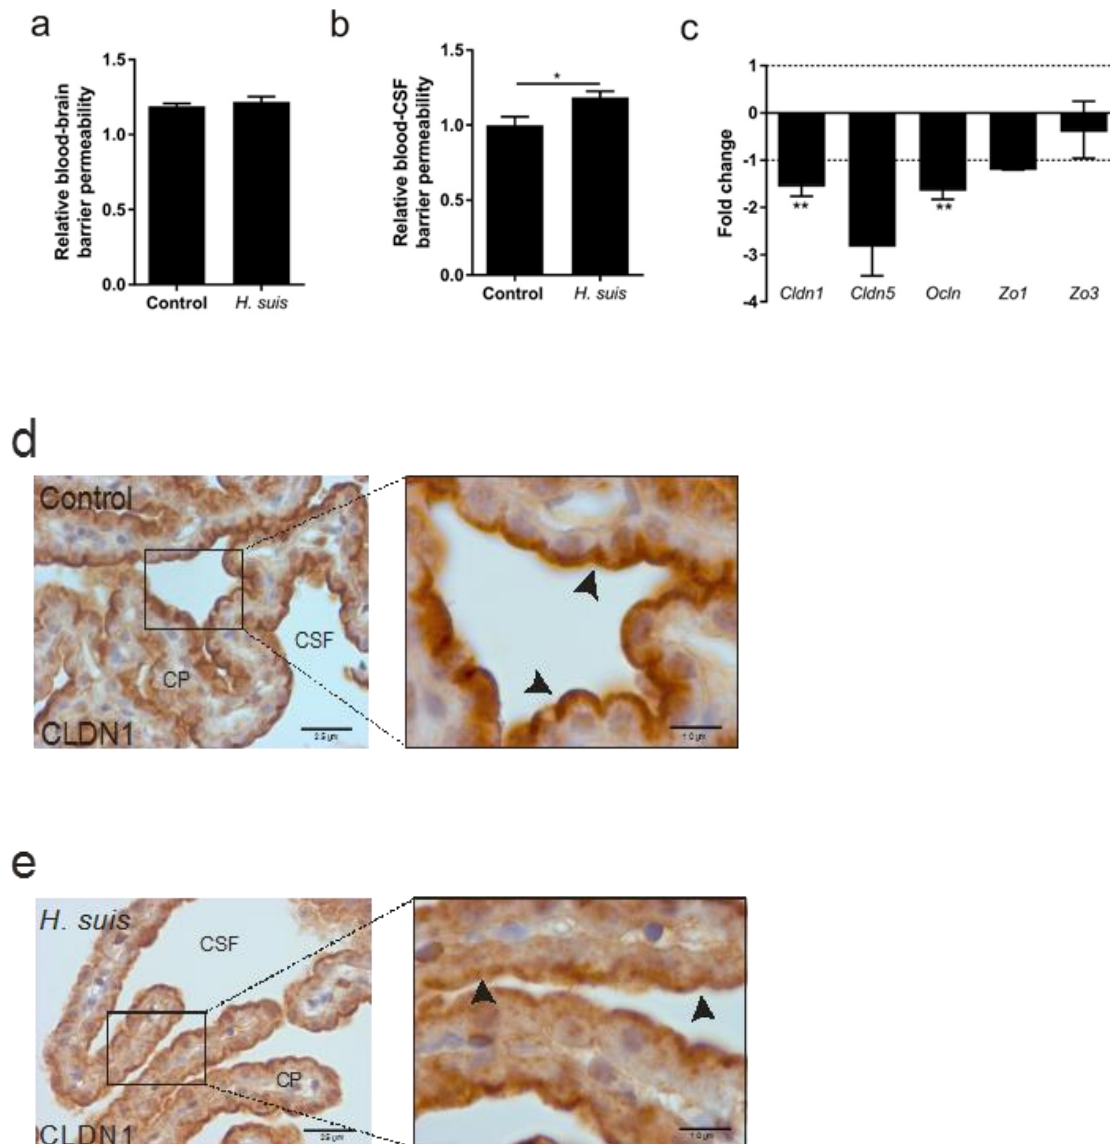 a
Relative blood-brain
barrier permeability
1.5
1.0
0.5
0.0
Control
H. suis
b
Relative blood-CSF
barrier permeability
1.5
1.0
0.5
0.0
*
Control
H. suis
c
Fold change
1
0
-1
-2
-3
-4
**
**
Cldn1
Cldn5
Ocln
Zo1
Zo3
d
Control
CSF
CP
CLDN1
e
H. suis
CSF
CP
CLDN1